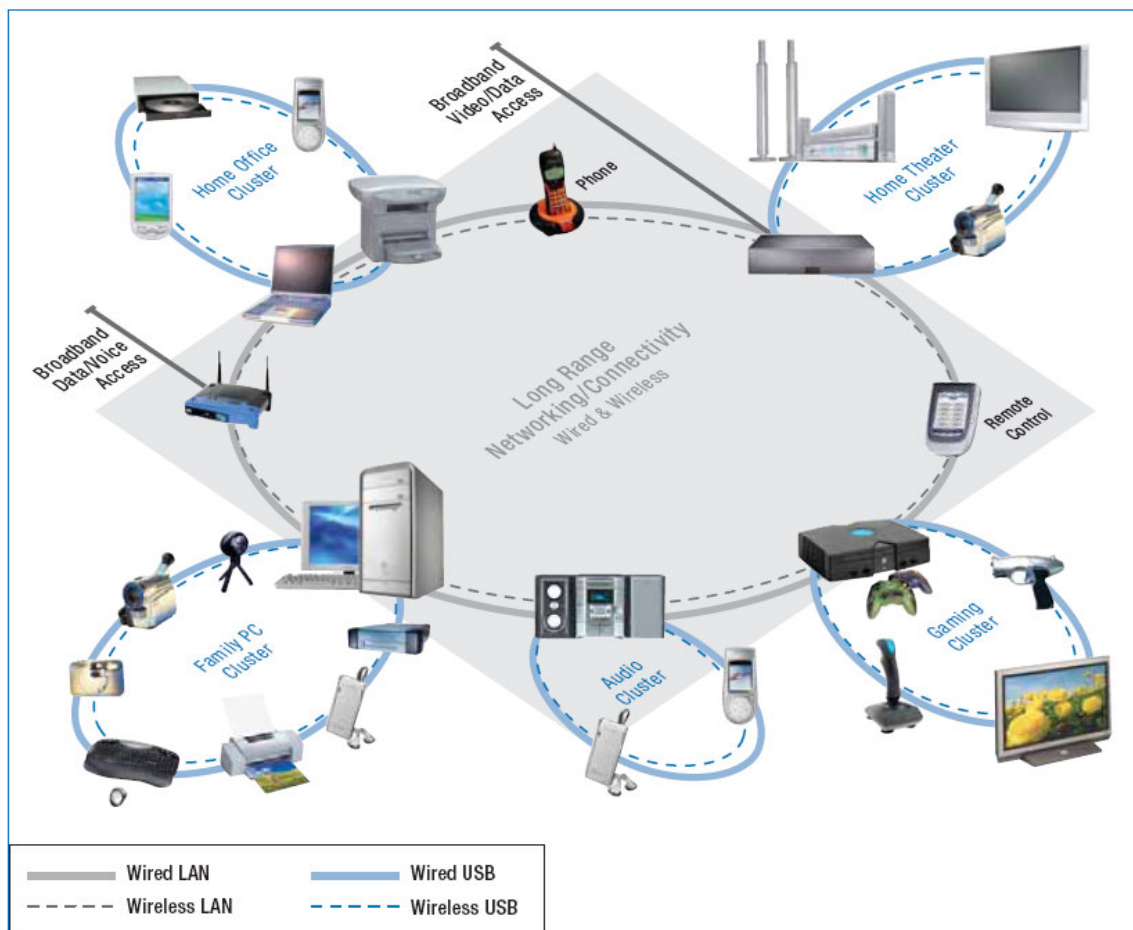 Broadband
Video/Data
Access
Phone
Home Office
Cluster
Home Theater
Cluster
Broadband
Data/Voice
Access
Long Range
Networking/Connectivity
Wired & Wireless
Remote
Control
Family PC
Cluster
Audio
Cluster
Gaming
Cluster
Wired LAN
Wired USB
Wireless LAN
Wireless USB